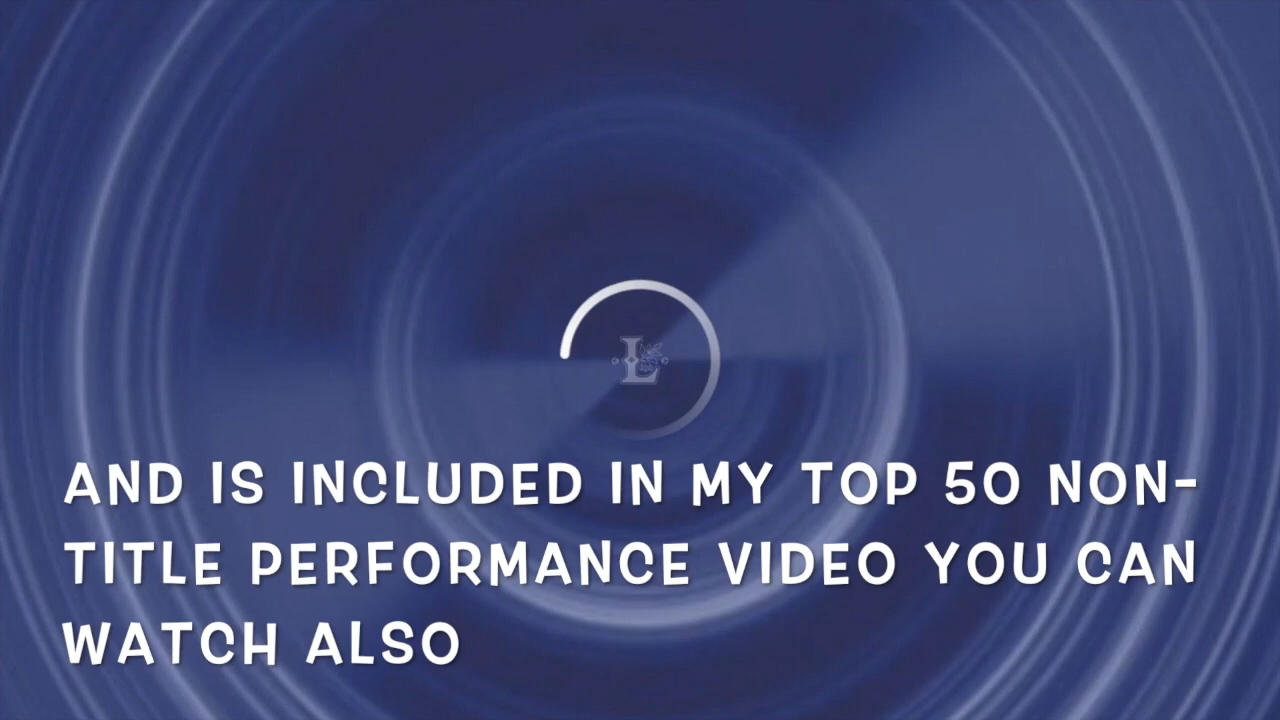 L
AND IS INCLUDED IN MY TOP 50 NON-
TITLE PERFORMANCE VIDEO YOU CAN
WATCH ALSO